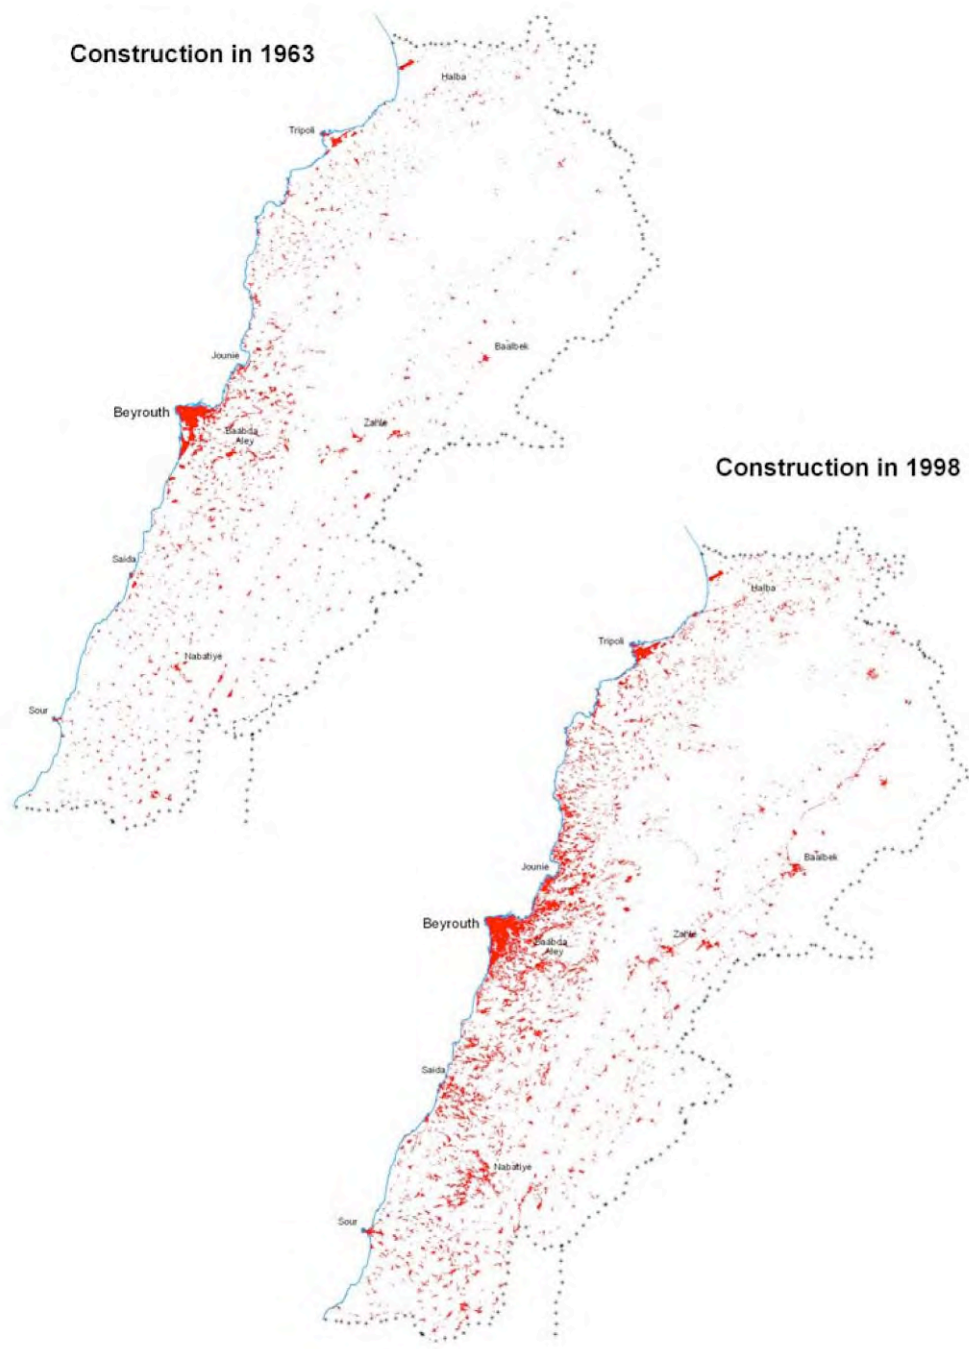 Construction in 1963
Halba
Tripoli
Jounie
Baalbek
Beyrouth
Zahle
Baabda
Aley
Saida
Nabatiye
Sour
Construction in 1998
Halba
Tripoli
Jounie
Baalbek
Beyrouth
Zahle
Baabda
Aley
Saida
Nabatiye
Sour